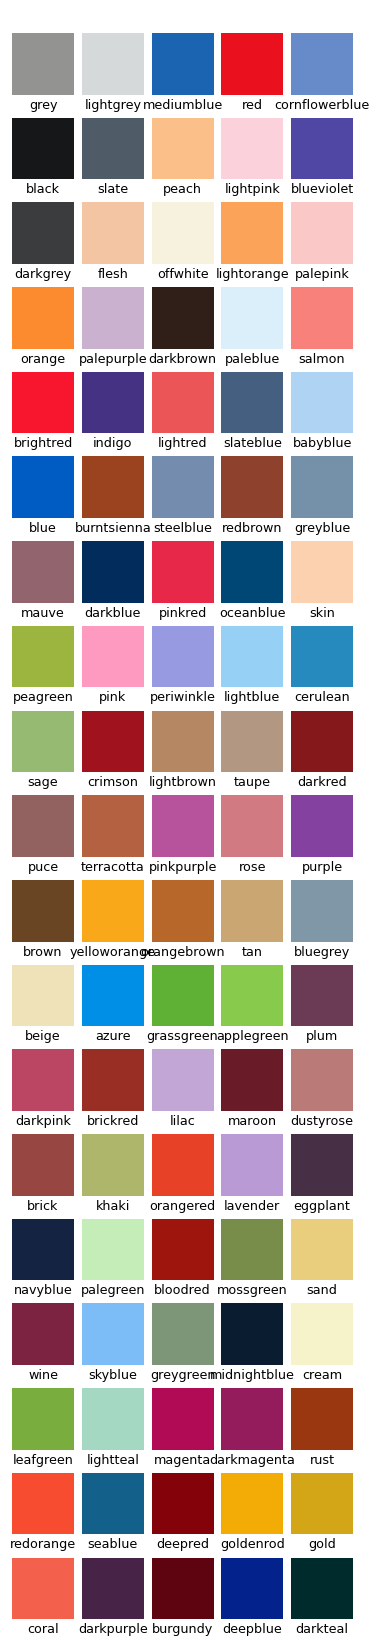 grey lightgrey mediumblue red cornflowerblue
black slate peach lightpink blueviolet
darkgrey flesh offwhite lightorange palepink
orange palepurple darkbrown paleblue salmon
brightred indigo lightred slateblue babyblue
blue burntsienna steelblue redbrown greyblue
mauve darkblue pinkred oceanblue skin
peagreen pink periwinkle lightblue cerulean
sage crimson lightbrown taupe darkred
puce terracotta pinkpurple rose purple
brown yelloworange orangebrown tan bluegrey
beige azure grassgreen applegreen plum
darkpink brickred lilac maroon dustyrose
brick khaki orangered lavender eggplant
navyblue palegreen bloodred mossgreen sand
wine skyblue greygreen midnightblue cream
leafgreen lightteal magenta darkmagenta rust
redorange seablue deepred goldenrod gold
coral darkpurple burgundy deepblue darkteal